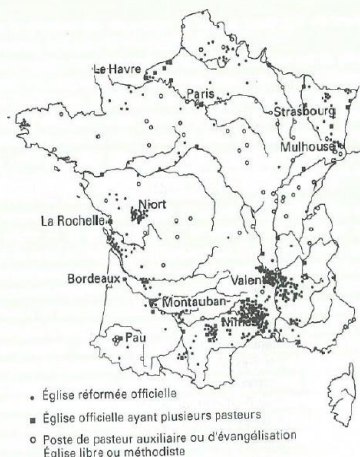 Le Havre
Paris
Strasbourg
Mulhouse
Niort
La Rochelle
Valen
Bordeaux
Montauban
Nîmes
Pau
Église réformée officielle
Église officielle ayant plusieurs pasteurs
Poste de pasteur auxiliaire ou d'évangélisation
Église libre ou méthodiste